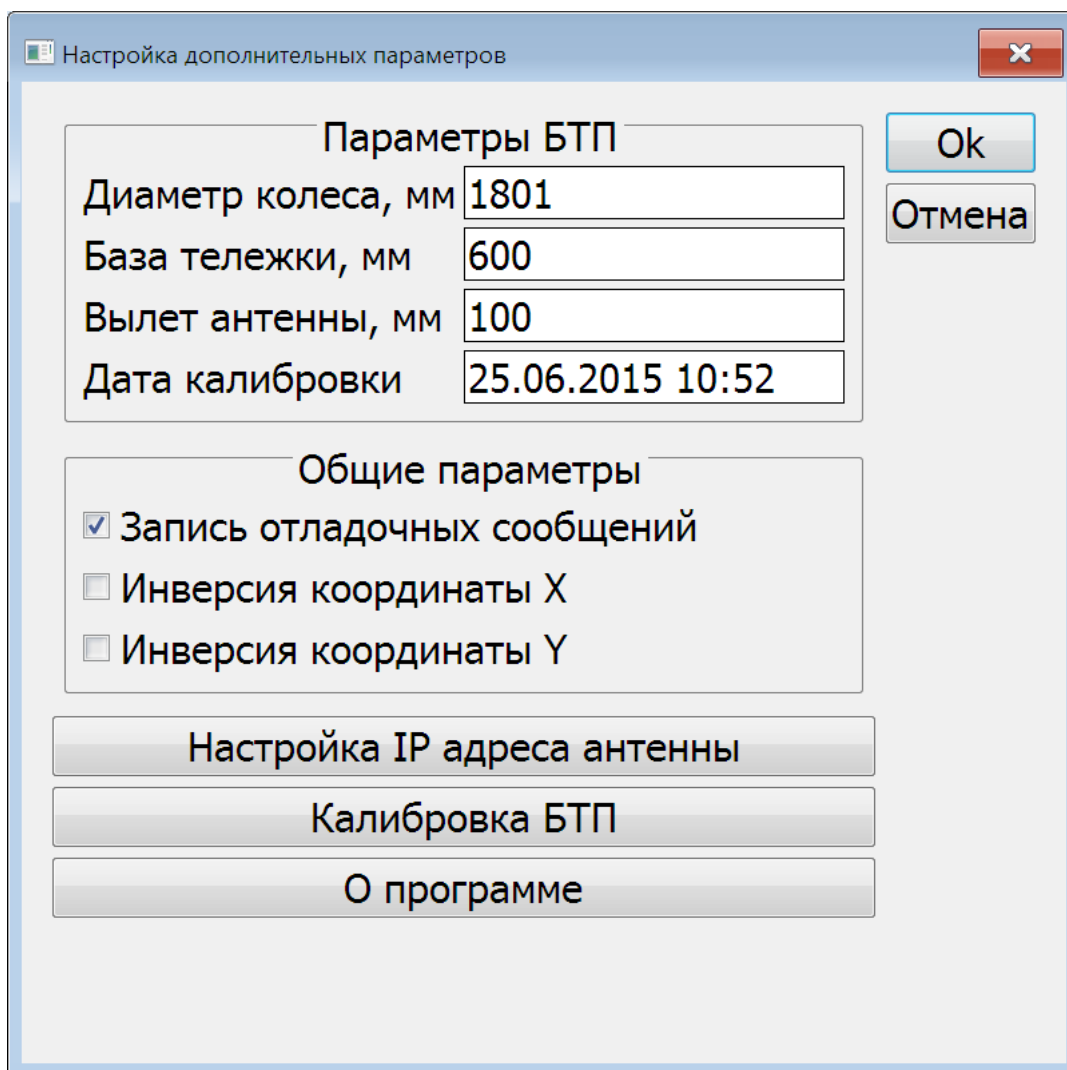 Настройка дополнительных параметров
Параметры БТП
Ok
Диаметр колеса, мм 1801
Отмена
База тележки, мм 600
Вылет антенны, мм 100
Дата калибровки 25.06.2015 10:52
Общие параметры
Запись отладочных сообщений
Инверсия координаты X
Инверсия координаты Y
Настройка IP адреса антенны
Калибровка БТП
О программе